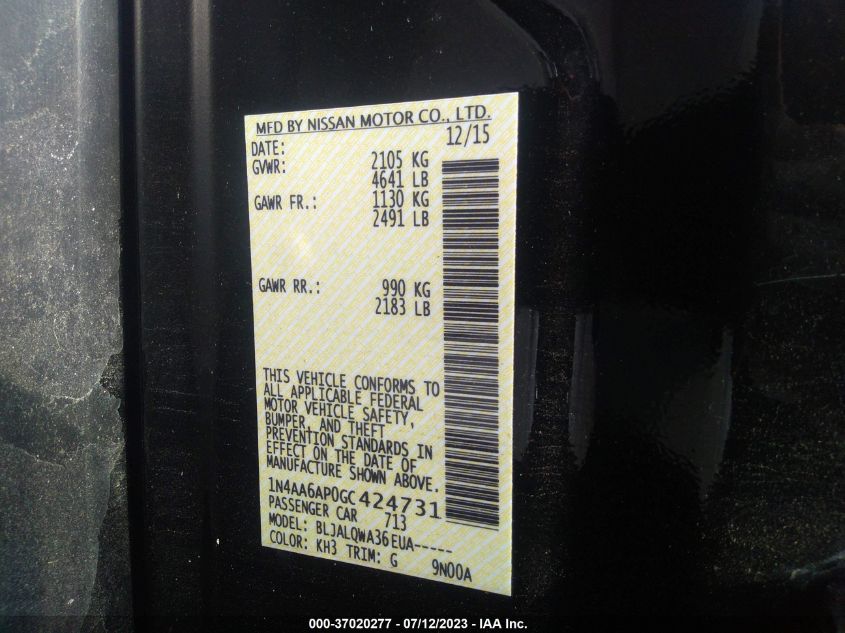 MFD BY NISSAN MOTOR CO., LTD.
DATE: 12/15
GVWR: 2105 KG
4641 LB
GAWR FR.: 1130 KG
2491 LB
GAWR RR.: 990 KG
2183 LB
THIS VEHICLE CONFORMS TO
ALL APPLICABLE FEDERAL
MOTOR VEHICLE SAFETY,
BUMPER, AND THEFT
PREVENTION STANDARDS IN
EFFECT ON THE DATE OF
MANUFACTURE SHOWN ABOVE.
1N4AA6AP0GC424731
PASSENGER CAR 713
MODEL: BLJALQWA36EUA-----
COLOR: KH3 TRIM: G 9N00A
000-37020277 - 07/12/2023 - IAA Inc.